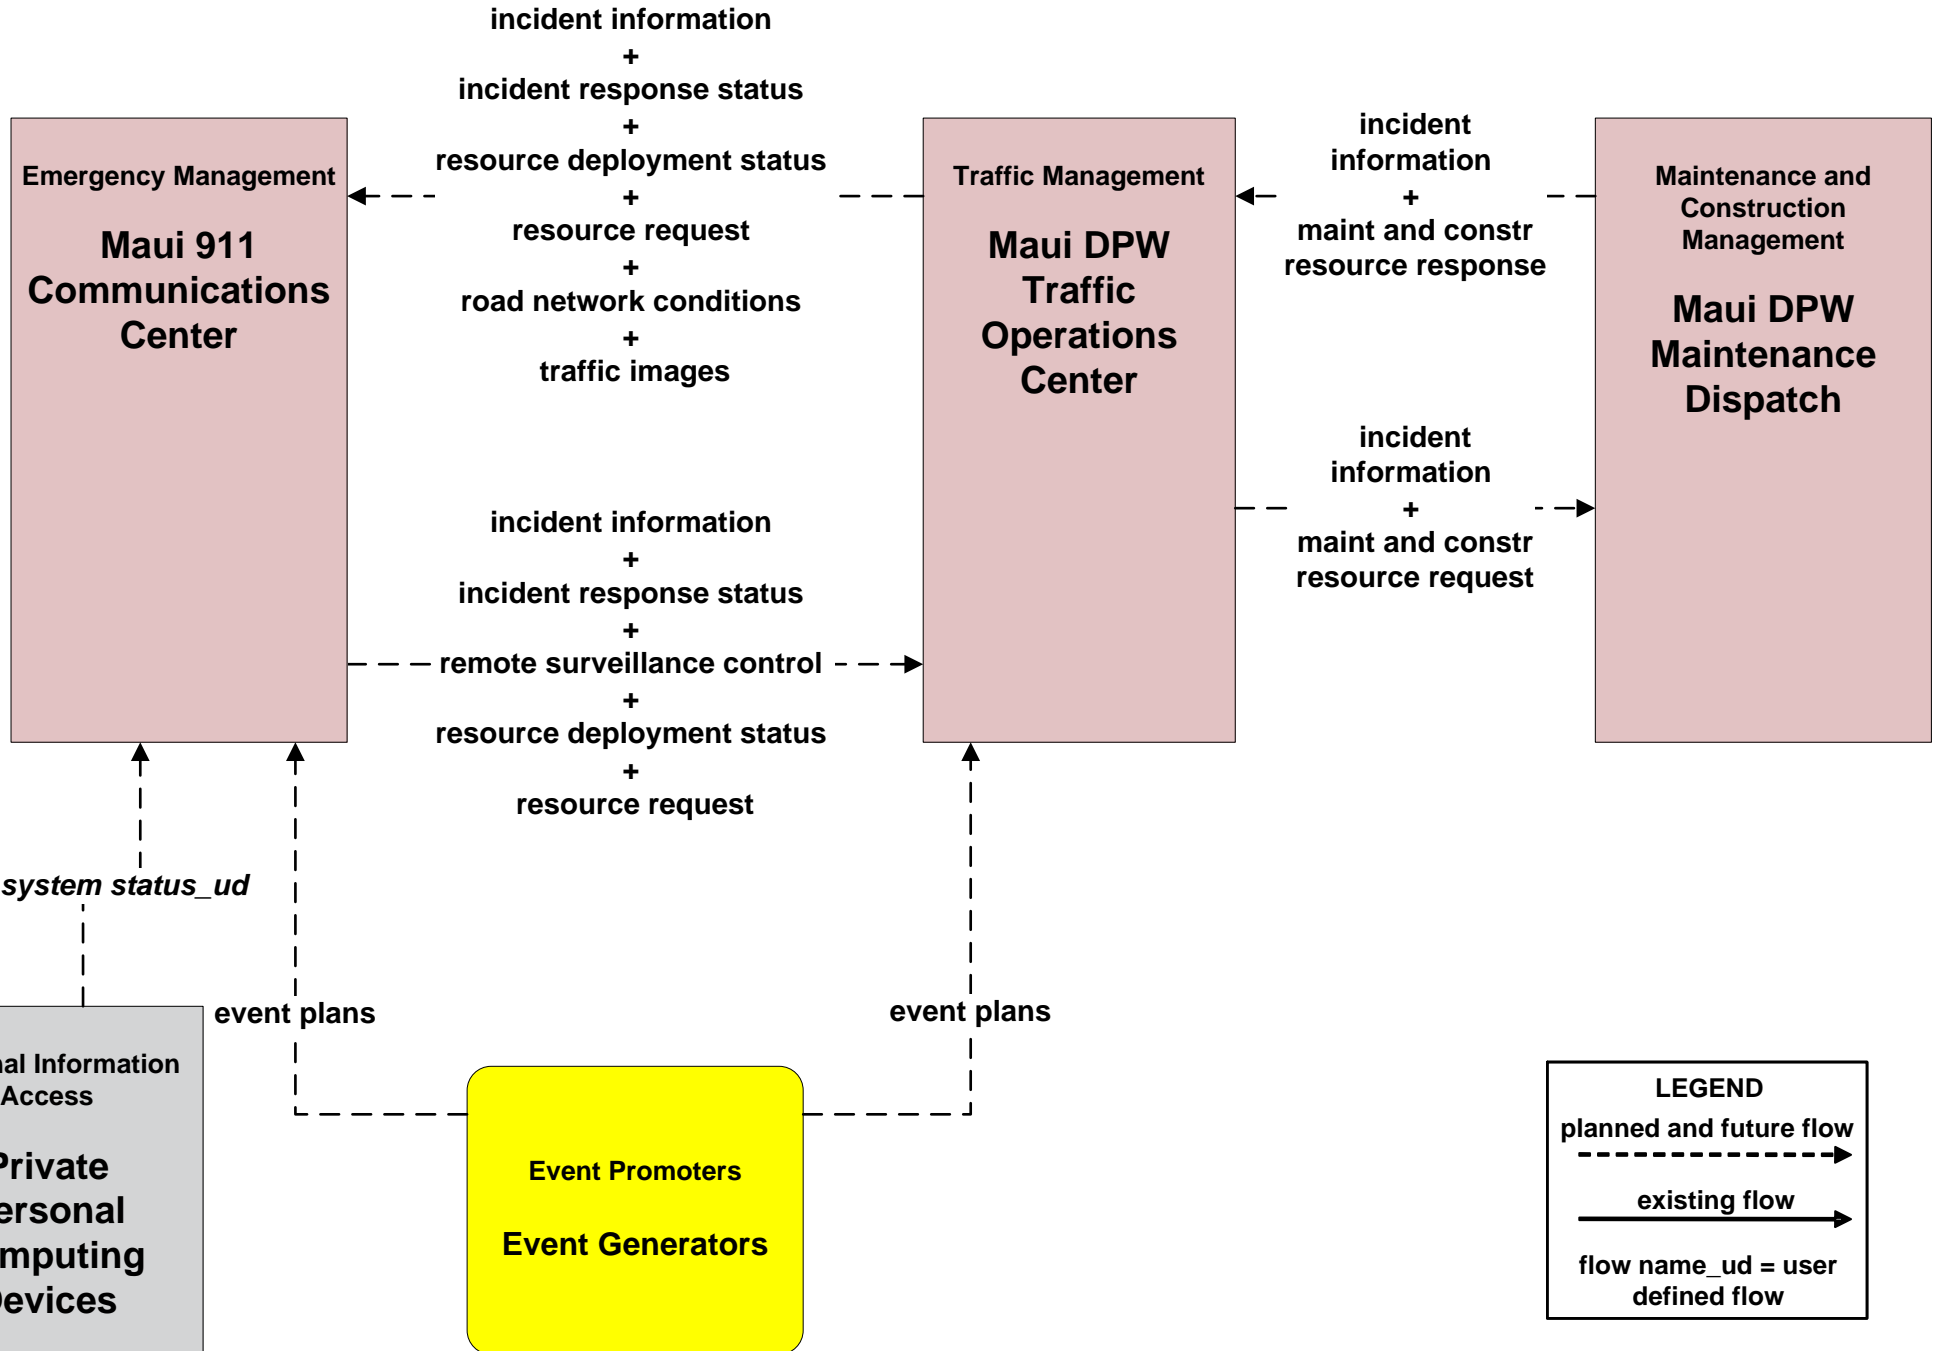 incident information
+
incident response status
+
resource deployment status
+
resource request
+
road network conditions
+
traffic images
Emergency Management
Maui 911
Communications
Center
Traffic Management
Maui DPW
Traffic
Operations
Center
incident
information
+
maint and constr
resource response
Maintenance and
Construction
Management
Maui DPW
Maintenance
Dispatch
incident
information
+
maint and constr
resource request
incident information
+
incident response status
+
remote surveillance control
+
resource deployment status
+
resource request
system status_ud
event plans
event plans
Information
Access
Private
Devices
Event Promoters
Event Generators
LEGEND
planned and future flow
existing flow
flow name_ud = user
defined flow